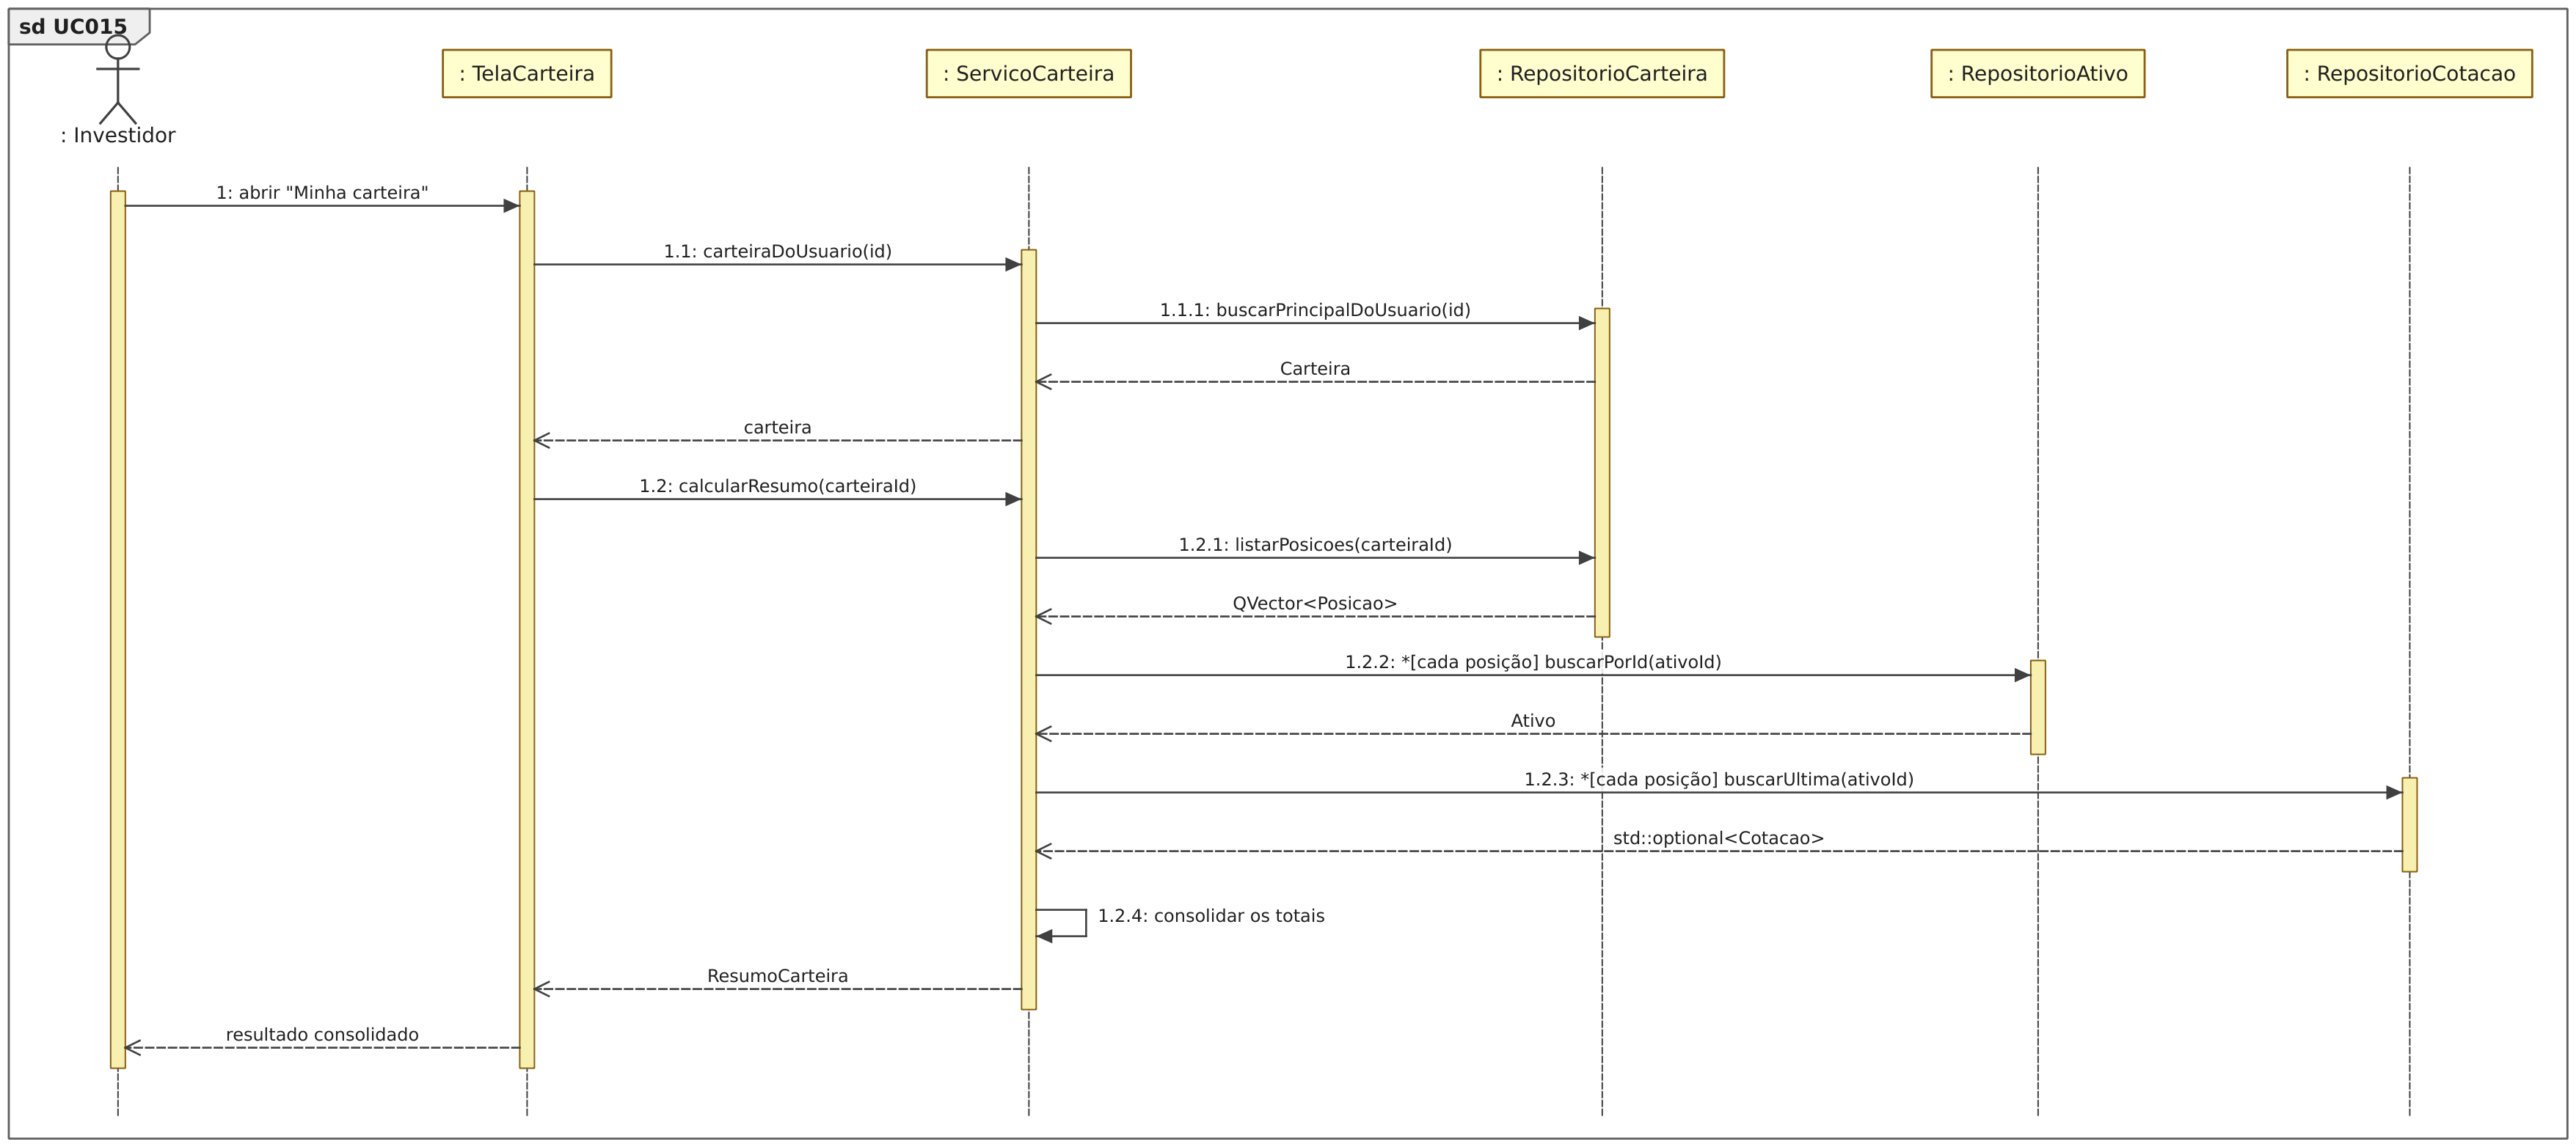 sd UC015
: Investidor
: TelaCarteira
: ServicoCarteira
: RepositorioCarteira
: RepositorioAtivo
: RepositorioCotacao
1: abrir "Minha carteira"
1.1: carteiraDoUsuario(id)
1.1.1: buscarPrincipalDoUsuario(id)
Carteira
carteira
1.2: calcularResumo(carteiraId)
1.2.1: listarPosicoes(carteiraId)
QVector<Posicao>
1.2.2: *[cada posição] buscarPorId(ativoId)
Ativo
1.2.3: *[cada posição] buscarUltima(ativoId)
std::optional<Cotacao>
1.2.4: consolidar os totais
ResumoCarteira
resultado consolidado